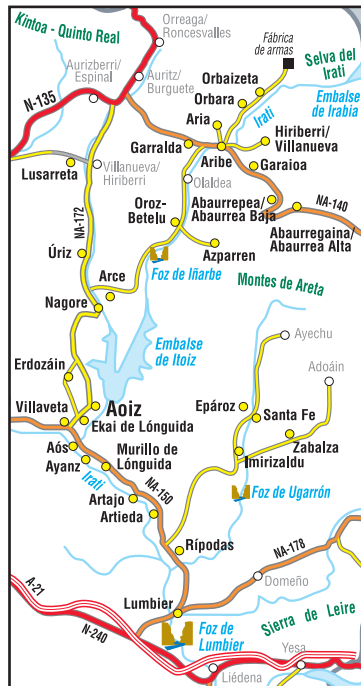 Kintoa - Quinto Real
Orreaga/
Roncesvalles
Fábrica
de armas
Selva del
Irati
Aurizberri/
Espinal
Auritz/
Burguete
Orbaizeta
Orbara
Embalse
de Irabia
N-135
Aria
Irati
Garralda
Hiriberri/
Villanueva
Aribe
Lusarreta
Villanueva/
Hiriberri
Olaldea
Garaioa
NA-172
Oroz-
Betelu
Abaurrepea/
Abaurrea Baja
NA-140
Abaurregaina/
Abaurrea Alta
Úriz
Azparren
Foz de Iñarbe
Arce
Montes de Areta
Nagore
Embalse
de Itoiz
Ayechu
Erdozáin
Adoáin
Aoiz
Epároz
Villaveta
Ekai de Lónguida
Santa Fe
Aós
Murillo de
Lónguida
Zabalza
Ayanz
Imirizaldu
Irati
NA-150
Artajo
Foz de Ugarrón
Artieda
Rípodas
NA-178
A-21
Domeño
Lumbier
Foz de
Lumbier
Sierra de Leire
N-240
Yesa
Liédena